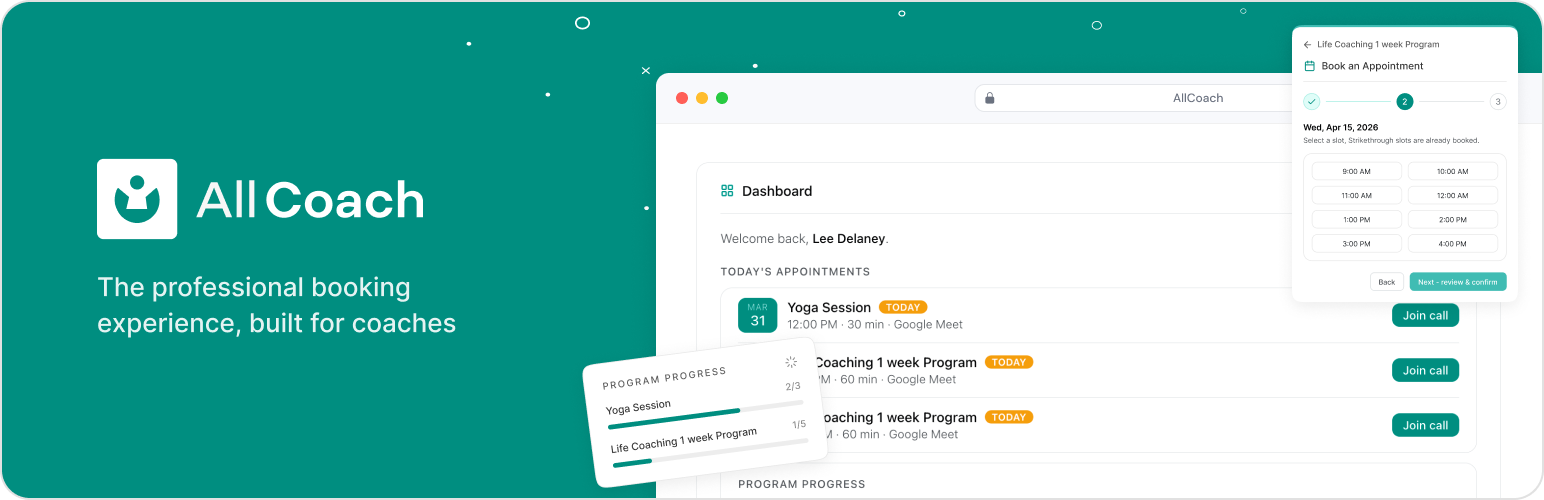 All Coach
The professional booking
experience, built for coaches
AllCoach
Dashboard
Welcome back, Lee Delaney.
TODAY'S APPOINTMENTS
MAR
31
Yoga Session TODAY
12:00 PM · 30 min · Google Meet
Join call
Coaching 1 week Program TODAY
PM · 60 min · Google Meet
Join call
oaching 1 week Program TODAY
M · 60 min · Google Meet
Join call
PROGRAM PROGRESS
PROGRAM PROGRESS
Yoga Session 2/3
Life Coaching 1 week Program 1/5
Life Coaching 1 week Program
Book an Appointment
2 3
Wed, Apr 15, 2026
Select a slot, Strikethrough slots are already booked.
9:00 AM 10:00 AM
11:00 AM 12:00 AM
1:00 PM 2:00 PM
3:00 PM 4:00 PM
Back Next - review & confirm